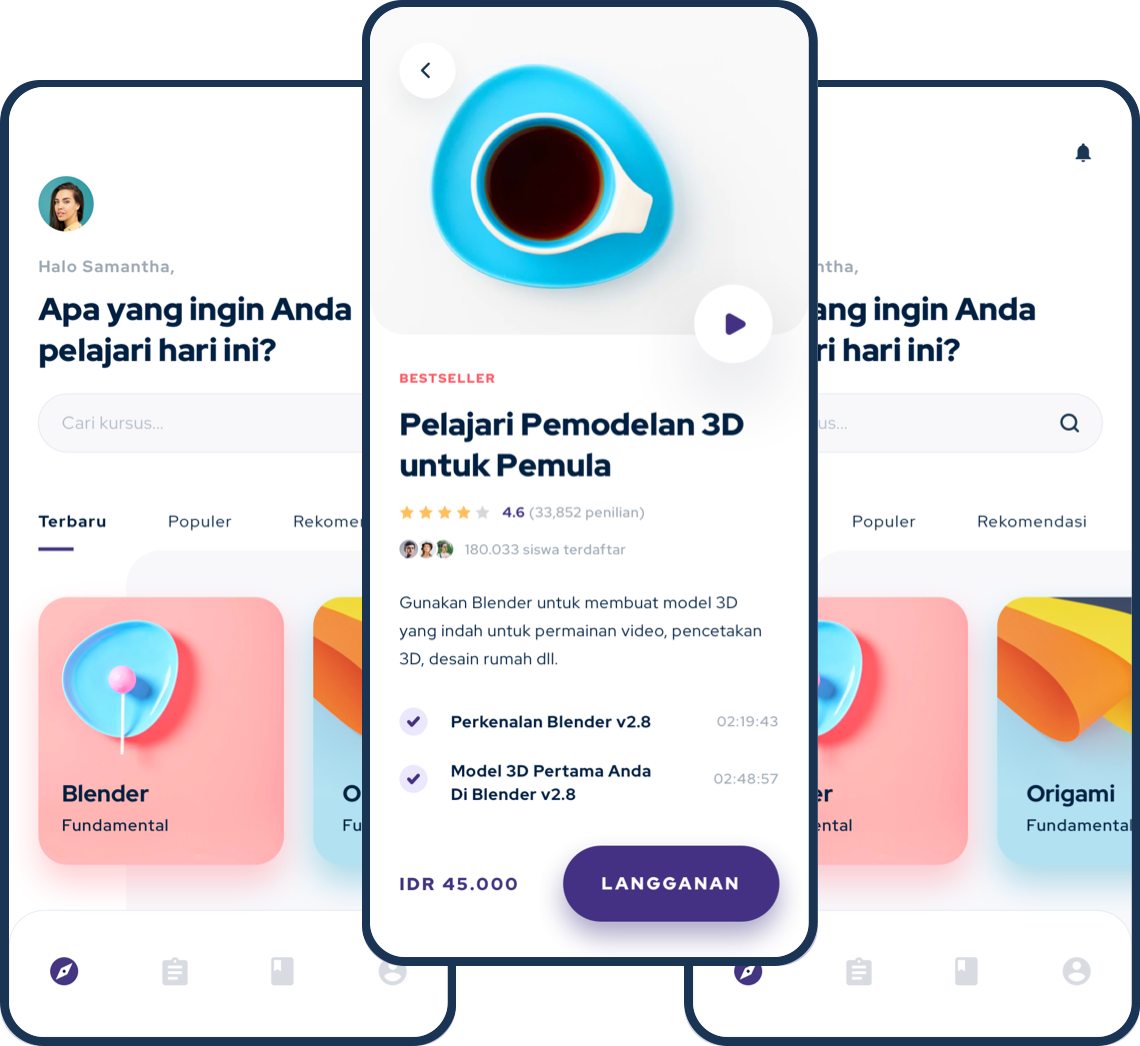 Halo Samantha,
Apa yang ingin Anda
pelajari hari ini?
Cari kursus...
Terbaru
Populer
Rekomen
Blender
Fundamental
O
Fu
BESTSELLER
Pelajari Pemodelan 3D
untuk Pemula
4.6 (33,852 penilian)
180.033 siswa terdaftar
Gunakan Blender untuk membuat model 3D
yang indah untuk permainan video, pencetakan
3D, desain rumah dll.
Perkenalan Blender v2.8 02:19:43
Model 3D Pertama Anda
Di Blender v2.8
02:48:57
IDR 45.000
LANGGANAN
ntha,
ang ingin Anda
ri hari ini?
us...
Populer
Rekomendasi
er
ental
Origami
Fundamental